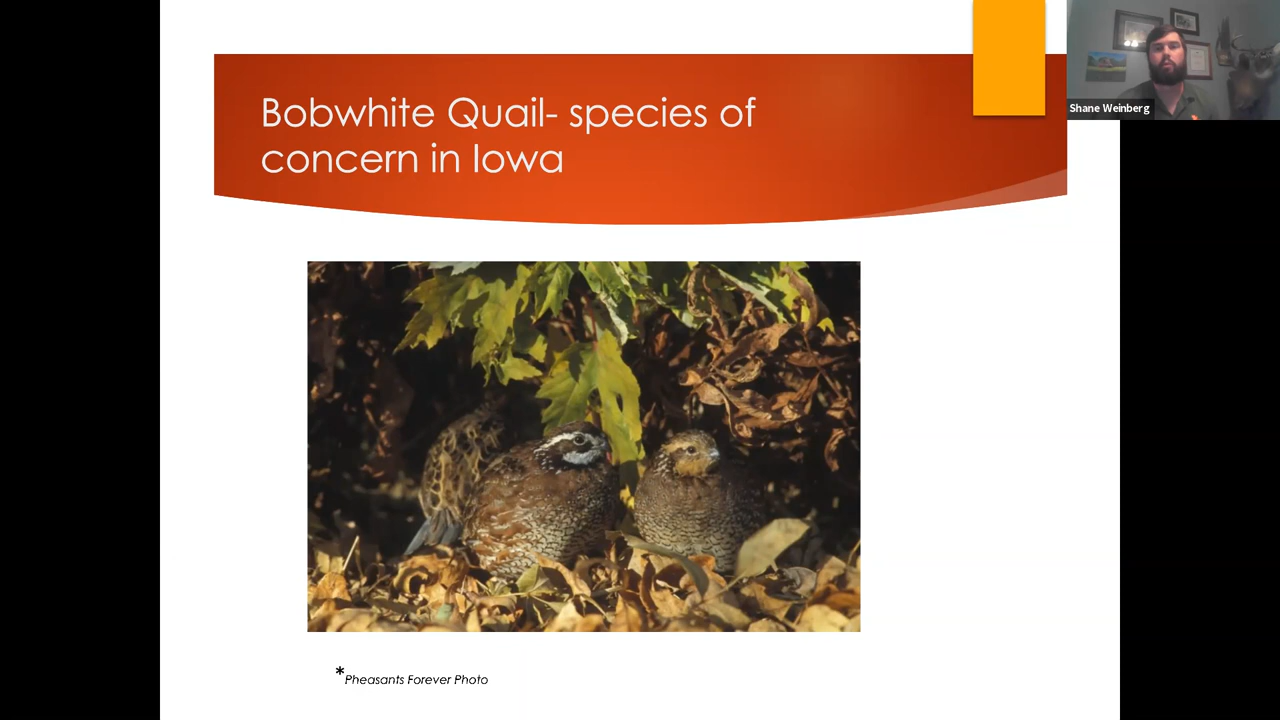 Bobwhite Quail- species of
concern in Iowa
Shane Weinberg
*Pheasants Forever Photo